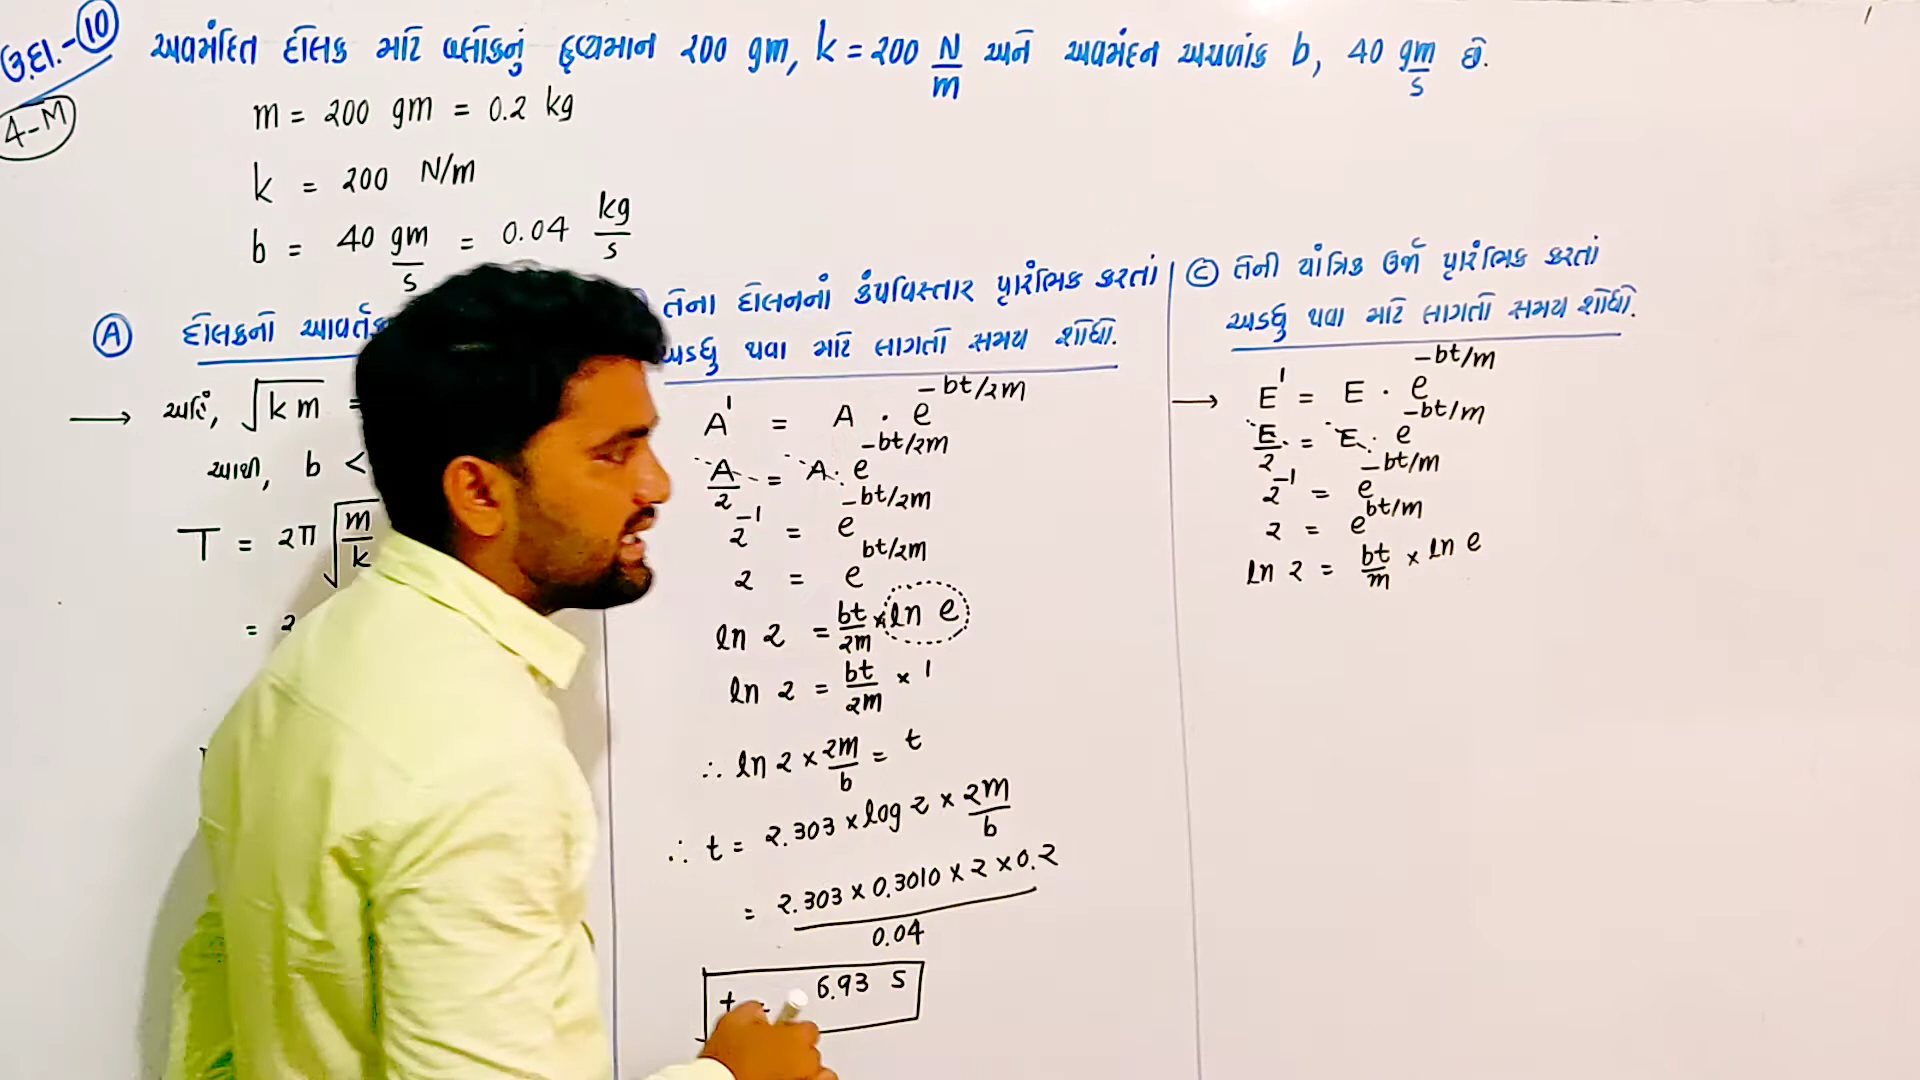 ઉદા.-10 અવમંદિત દોલક માટે બ્લોકનું દ્રવ્યમાન 200 gm, k = 200 N/m અને અવમંદન અચળાંક b, 40 gm/s છે.
4-M
m = 200 gm = 0.2 kg
k = 200 N/m
b = 40 gm/s = 0.04 kg/s
A દોલકનો આવર્તક
→ અહિં, √km =
આથી, b <
T = 2π √m/k
= 2
તેના દોલનનાં કંપવિસ્તાર પ્રારંભિક કરતાં
અડધુ થવા માટે લાગતો સમય શોધો.
A' = A · e^-bt/2m
A/2 = A · e^-bt/2m
2^-1 = e^-bt/2m
2 = e^bt/2m
ln 2 = bt/2m × ln e
ln 2 = bt/2m × 1
∴ ln 2 × 2m/b = t
∴ t = 2.303 × log 2 × 2m/b
= 2.303 × 0.3010 × 2 × 0.2 / 0.04
t = 6.93 s
C તેની યાંત્રિક ઉર્જા પ્રારંભિક કરતાં
અડધુ થવા માટે લાગતો સમય શોધો.
→ E' = E · e^-bt/m
E/2 = E · e^-bt/m
2^-1 = e^-bt/m
2 = e^bt/m
ln 2 = bt/m × ln e